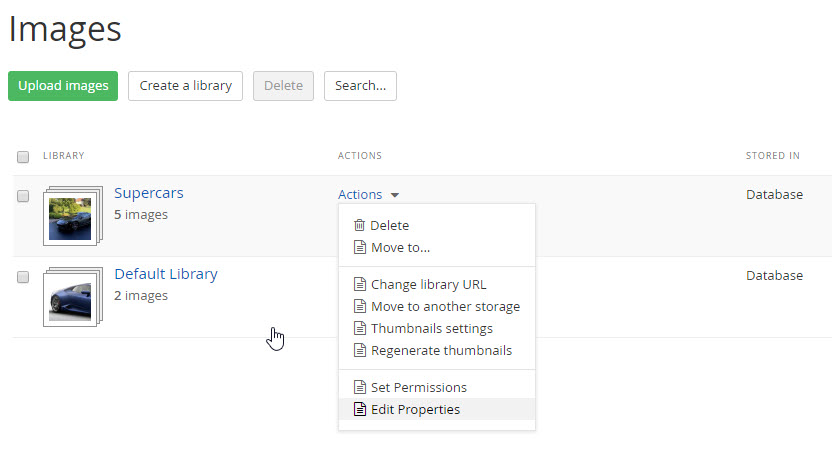 Images
Upload images Create a library Delete Search...
LIBRARY ACTIONS STORED IN
Supercars Actions Database
5 images
Delete
Move to...
Default Library Database
2 images
Change library URL
Move to another storage
Thumbnails settings
Regenerate thumbnails
Set Permissions
Edit Properties